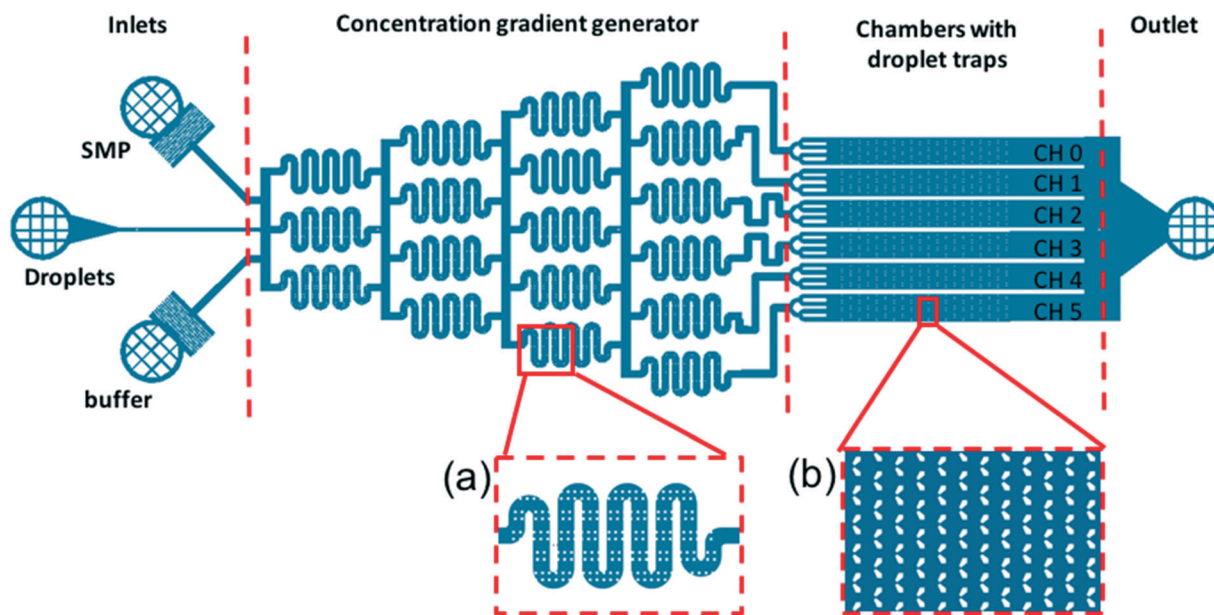 Inlets
Concentration gradient generator
Chambers with
droplet traps
Outlet
SMP
Droplets
buffer
CH 0
CH 1
CH 2
CH 3
CH 4
CH 5
(a)
(b)